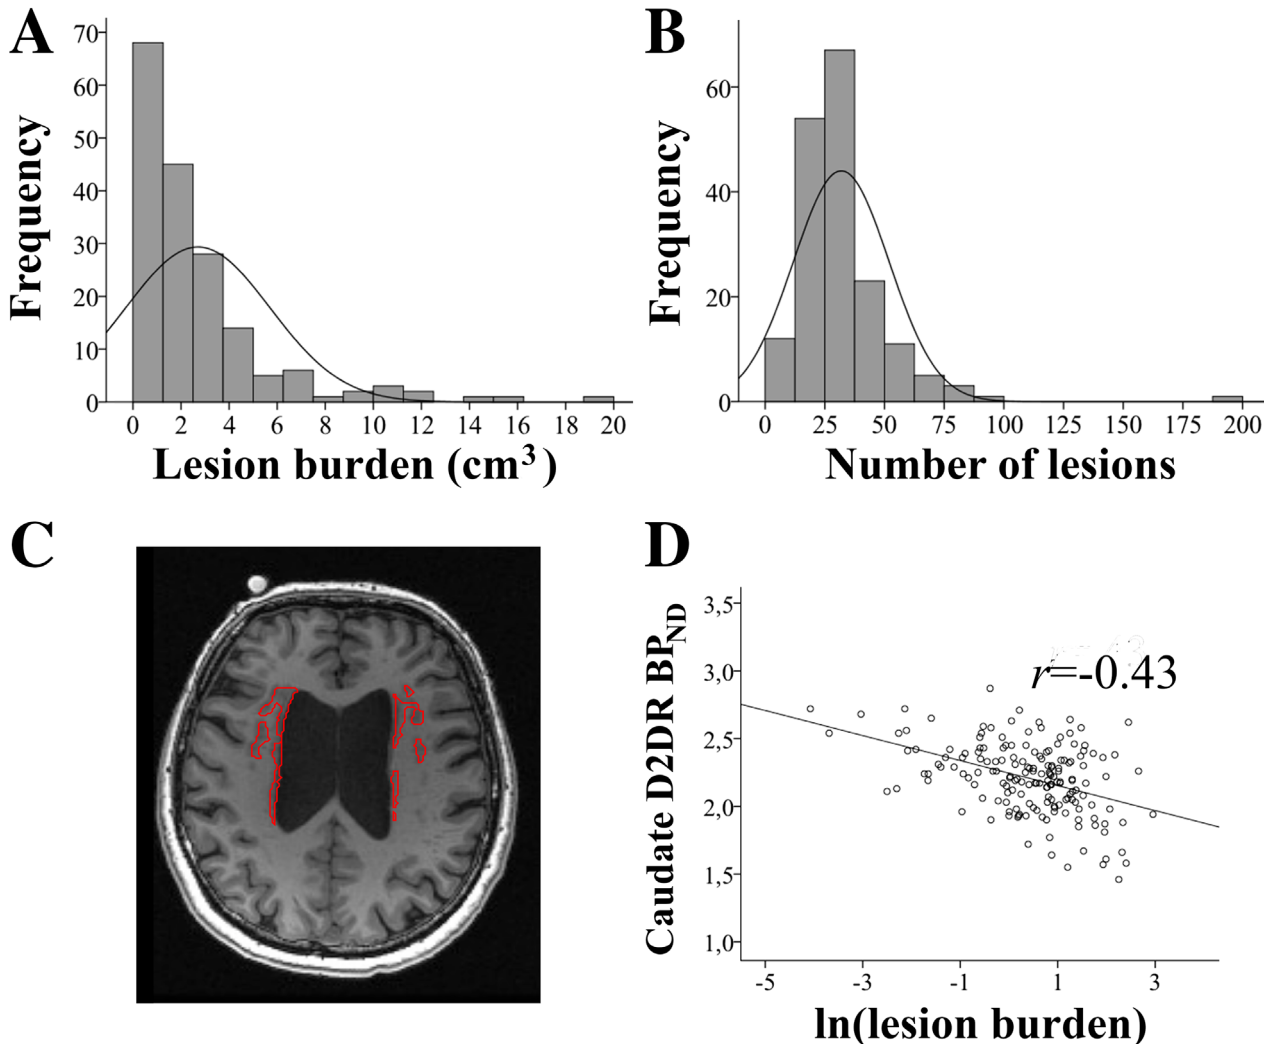 A
Frequency
70
60
50
40
30
20
10
0
0 2 4 6 8 10 12 14 16 18 20
Lesion burden (cm³)
B
Frequency
60
40
20
0
0 25 50 75 100 125 150 175 200
Number of lesions
C
D
Caudate D2DR BP_ND
3,5
3,0
2,5
2,0
1,5
1,0
r=-0.43
-5 -3 -1 1 3
ln(lesion burden)